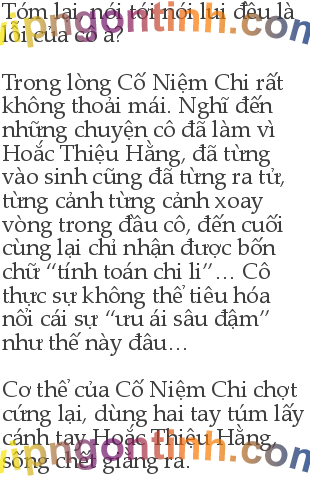 Tóm lại, nói tới nói lui đều là
lỗi của cô à?
Trong lòng Cố Niệm Chi rất
không thoải mái. Nghĩ đến
những chuyện cô đã làm vì
Hoắc Thiệu Hằng, đã từng
vào sinh cũng đã từng ra tử,
từng cảnh từng cảnh xoay
vòng trong đầu cô, đến cuối
cùng lại chỉ nhận được bốn
chữ “tính toán chi li”... Cô
thực sự không thể tiêu hóa
nổi cái sự “ưu ái sâu đậm”
như thế này đâu...
Cơ thể của Cố Niệm Chi chợt
cứng lại, dùng hai tay túm lấy
cánh tay Hoắc Thiệu Hằng,
sống chết giằng ra.
vipngontinh.com
vipngontinh.com